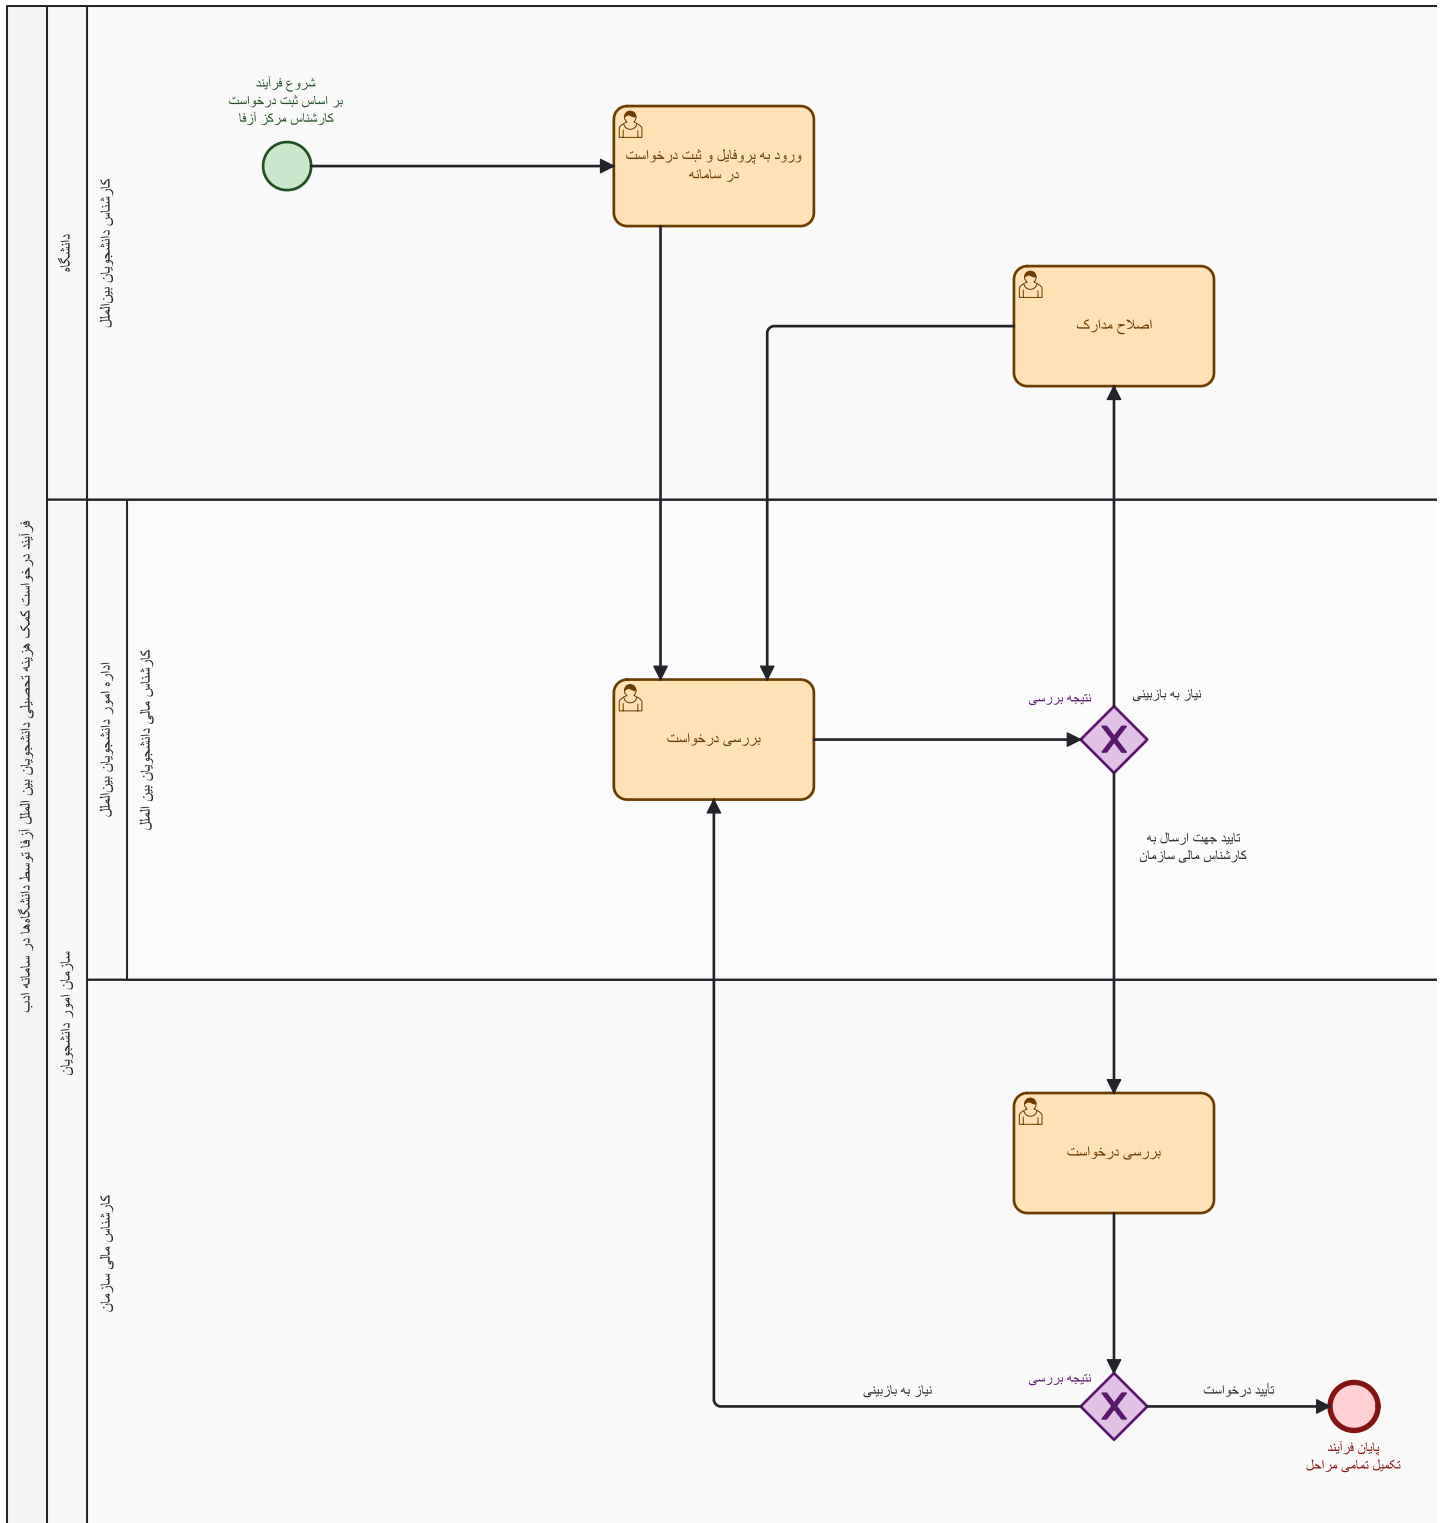 فرآیند درخواست کمک هزینه تحصیلی دانشجویان بین الملل آزفا توسط دانشگاه‌ها در سامانه ادب
دانشگاه
کارشناس دانشجویان بین‌الملل
شروع فرآیند
بر اساس ثبت درخواست
کارشناس مرکز آزفا
ورود به پروفایل و ثبت درخواست
در سامانه
اصلاح مدارک
سازمان امور دانشجویان
اداره امور دانشجویان بین‌الملل
کارشناس مالی دانشجویان بین الملل
بررسی درخواست
نتیجه بررسی
نیاز به بازبینی
تایید جهت ارسال به
کارشناس مالی سازمان
کارشناس مالی سازمان
بررسی درخواست
نتیجه بررسی
نیاز به بازبینی
تأیید درخواست
پایان فرآیند
تکمیل تمامی مراحل